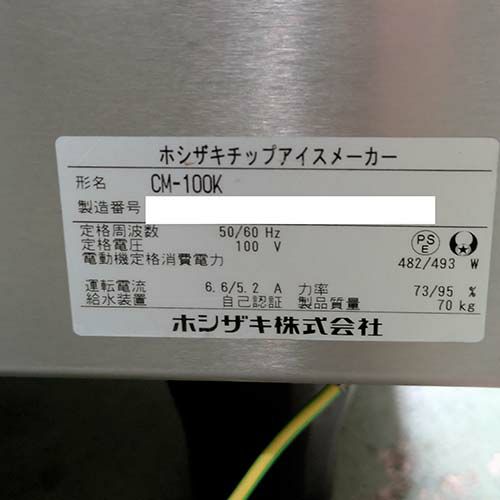 ホシザキチップアイスメーカー
形名 CM-100K
製造番号
定格周波数 50/60 Hz
定格電圧 100 V
PS E
電動機定格消費電力 482/493 W
運転電流 6.6/5.2 A 力率 73/95 %
給水装置 自己認証 製品質量 70 kg
ホシザキ株式会社